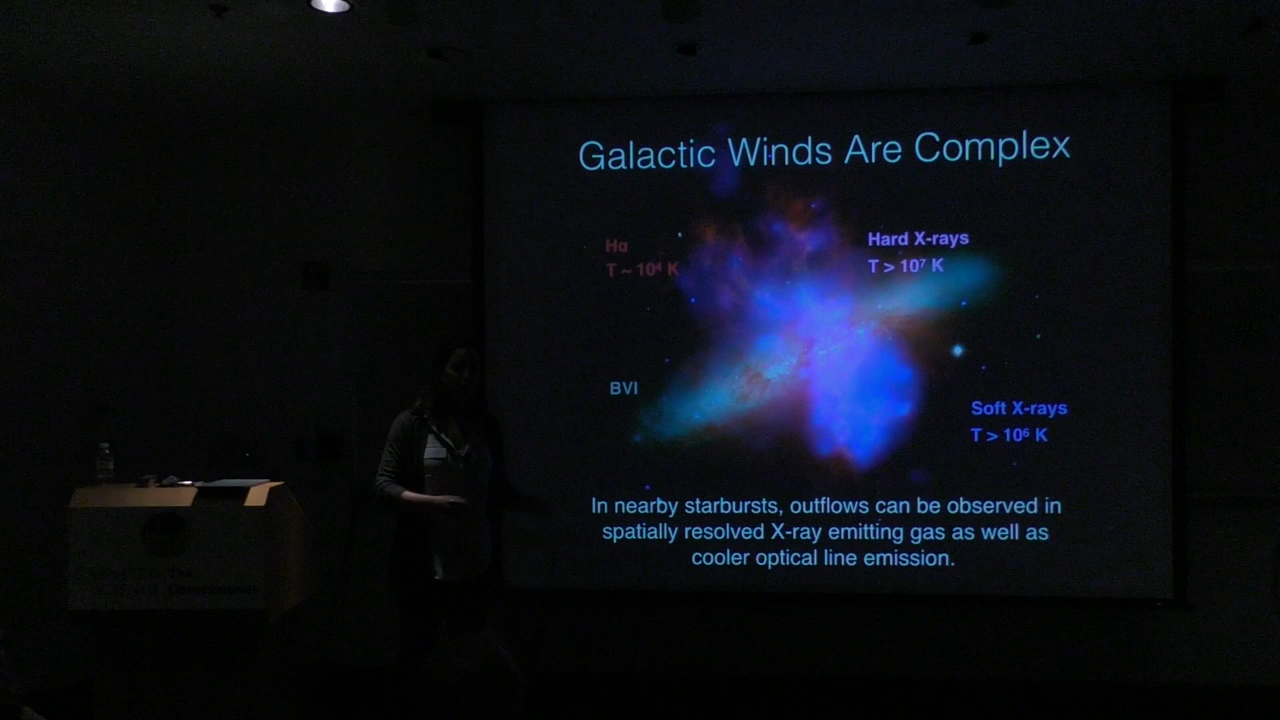 Galactic Winds Are Complex
Hα
T ~ 10⁴ K
Hard X-rays
T > 10⁷ K
BVI
Soft X-rays
T > 10⁶ K
In nearby starbursts, outflows can be observed in
spatially resolved X-ray emitting gas as well as
cooler optical line emission.